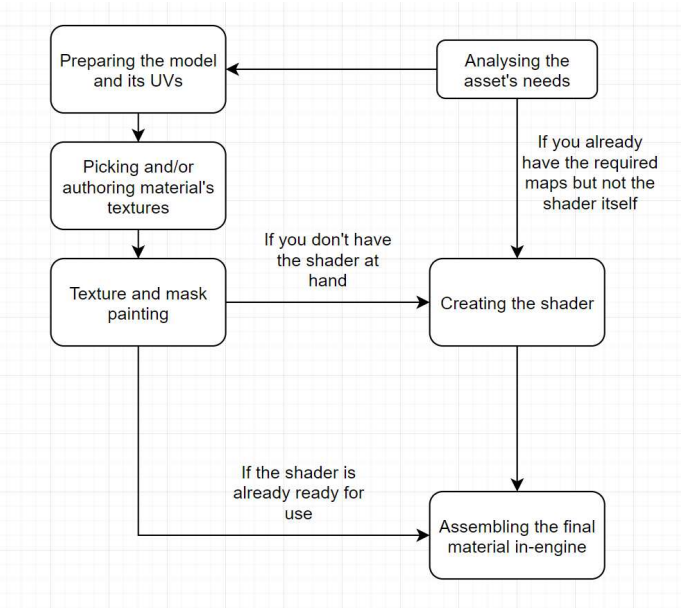 Preparing the model
and its UVs
Analysing the
asset's needs
If you already
have the required
maps but not the
shader itself
Picking and/or
authoring material's
textures
If you don't have
the shader at
hand
Texture and mask
painting
Creating the shader
If the shader is
already ready for
use
Assembling the final
material in-engine